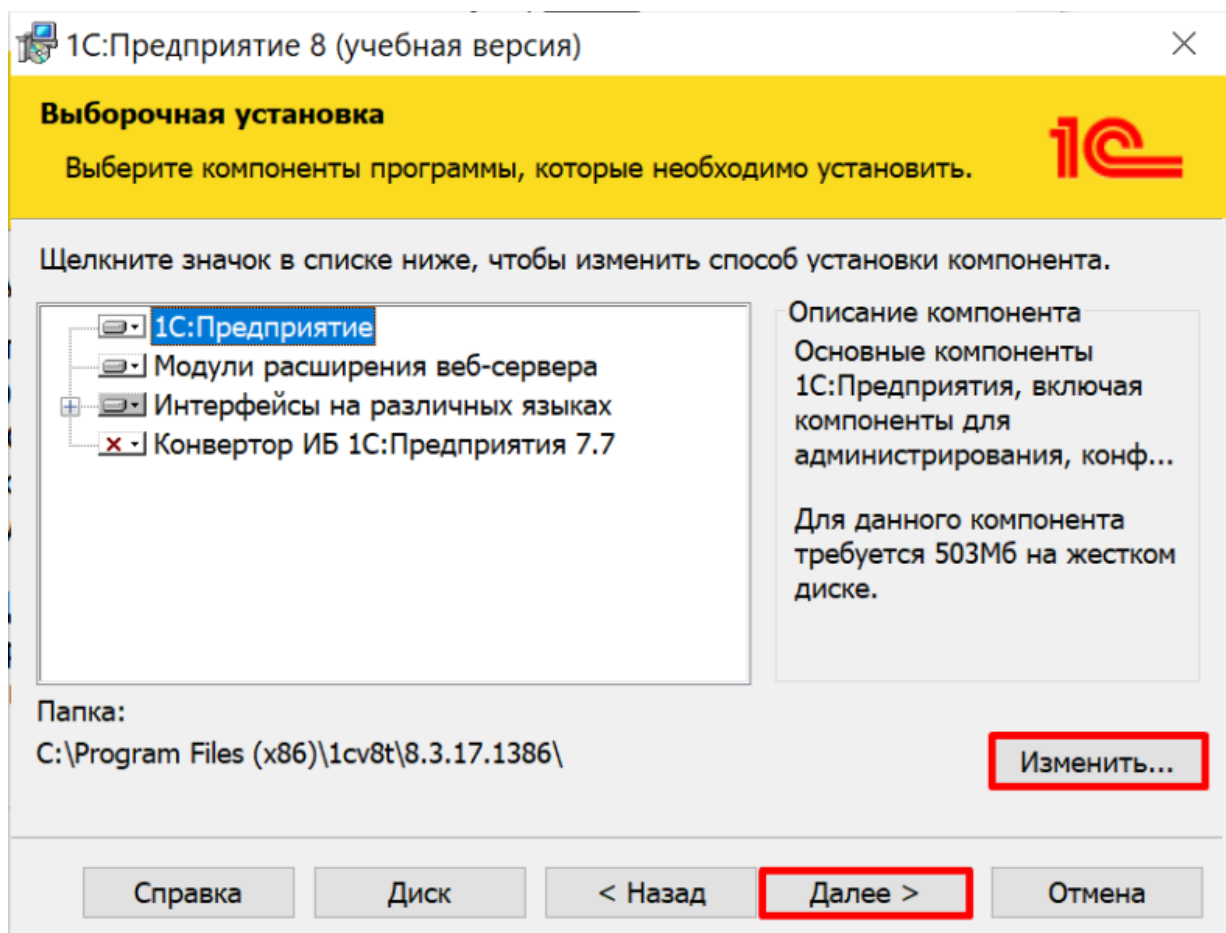 1С:Предприятие 8 (учебная версия)
Выборочная установка
Выберите компоненты программы, которые необходимо установить.
1С
Щелкните значок в списке ниже, чтобы изменить способ установки компонента.
1С:Предприятие
Модули расширения веб-сервера
Интерфейсы на различных языках
Конвертор ИБ 1С:Предприятия 7.7
Описание компонента
Основные компоненты
1С:Предприятия, включая
компоненты для
администрирования, конф...
Для данного компонента
требуется 503Мб на жестком
диске.
Папка:
C:\Program Files (x86)\1cv8t\8.3.17.1386\
Изменить...
Справка
Диск
< Назад
Далее >
Отмена